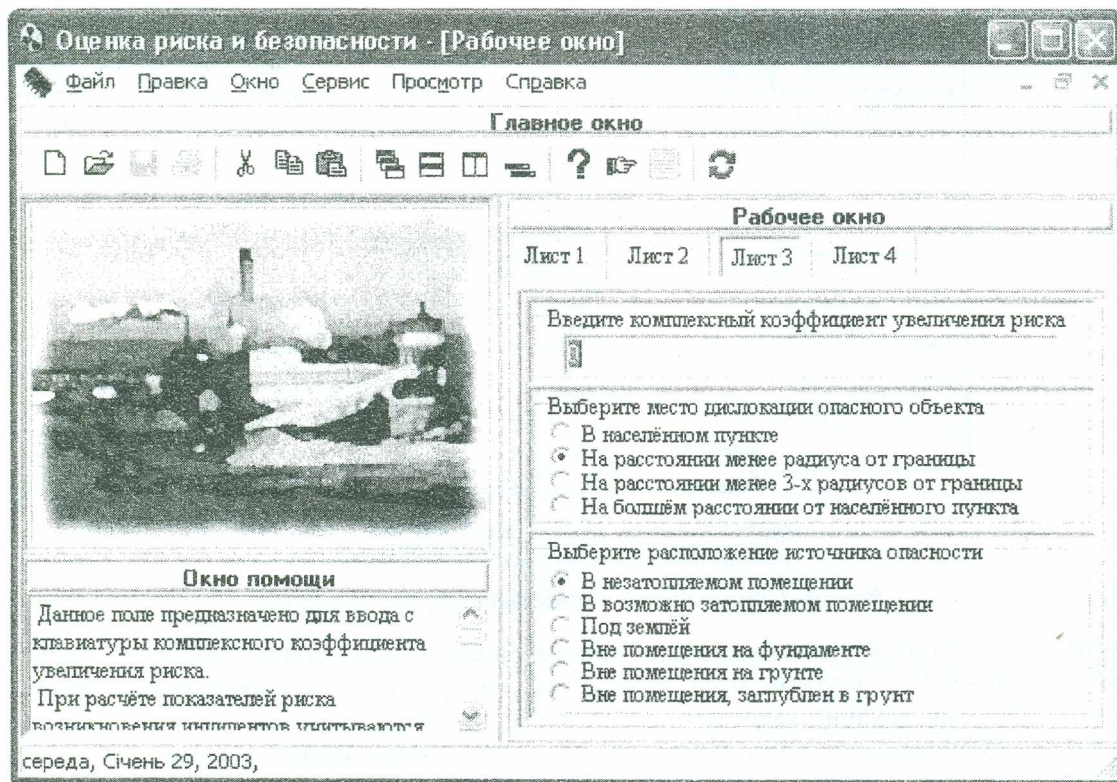 Оценка риска и безопасности - [Рабочее окно]
Файл Правка Окно Сервис Просмотр Справка
Главное окно
Рабочее окно
Лист 1 Лист 2 Лист 3 Лист 4
Введите комплексный коэффициент увеличения риска
Выберите место дислокации опасного объекта
В населённом пункте
На расстоянии менее радиуса от границы
На расстоянии менее 3-х радиусов от границы
На болшём расстоянии от населённого пункта
Выберите расположение источника опасности
В незатопляемом помещении
В возможно затопляемом помещении
Под землёй
Вне помещения на фундаменте
Вне помещения на грунте
Вне помещения, заглублен в грунт
Окно помощи
Данное поле предназначено для ввода с
клавиатуры комплексного коэффициента
увеличения риска.
При расчёте показателей риска
возникновения инцидентов учитываются
середа, Січень 29, 2003,